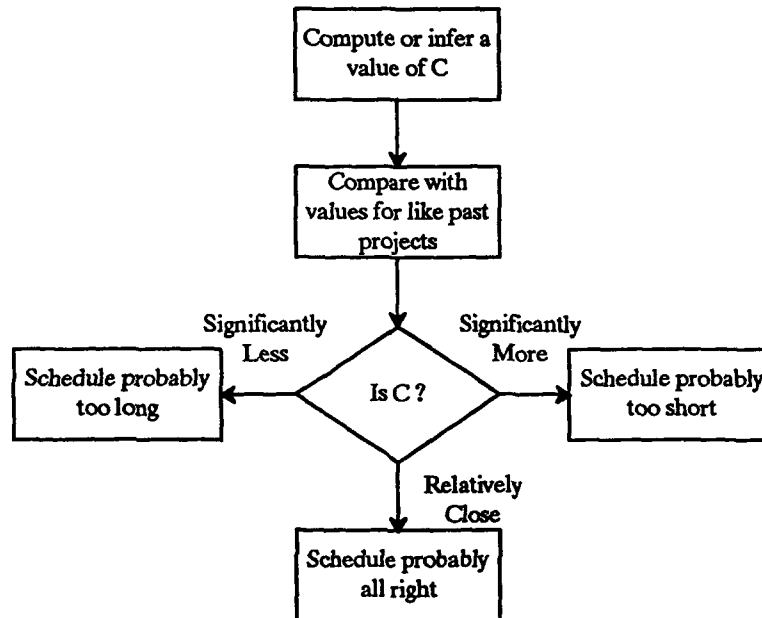 Compute or infer a
value of C
Compare with
values for like past
projects
Significantly
Less
Significantly
More
Schedule probably
too long
Is C ?
Schedule probably
too short
Relatively
Close
Schedule probably
all right